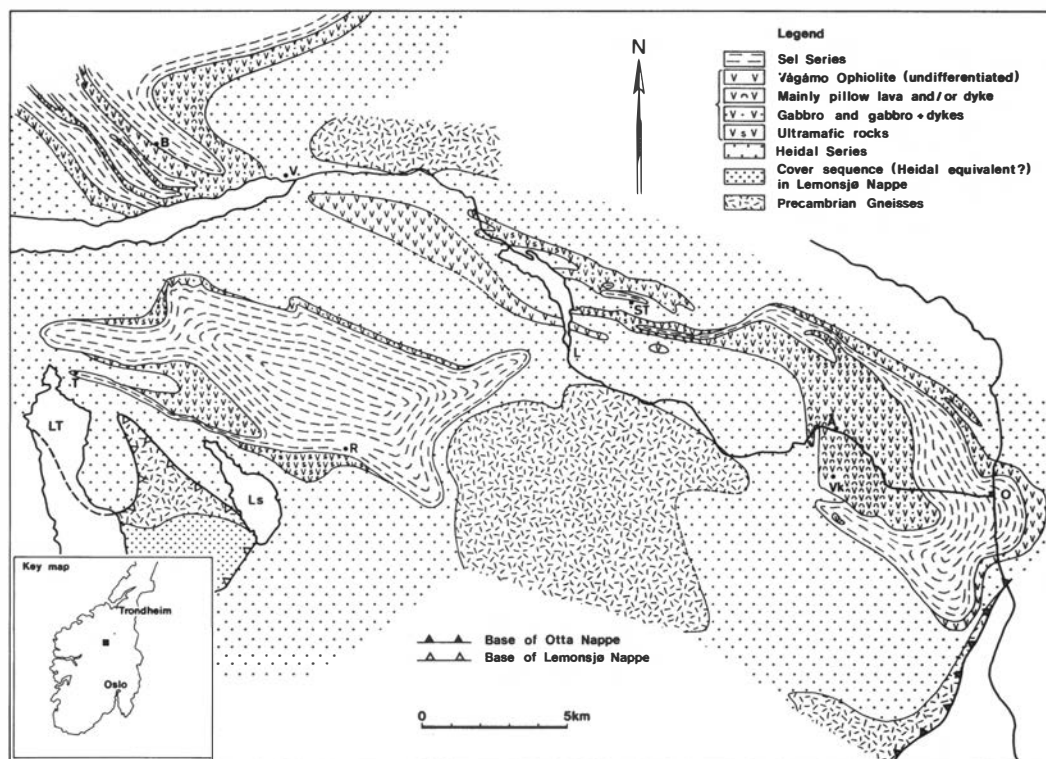 Legend
N
Sel Series
Vågåmo Ophiolite (undifferentiated)
Mainly pillow lava and/or dyke
Gabbro and gabbro + dykes
Ultramafic rocks
Heidal Series
Cover sequence (Heidal equivalent?)
in Lemonsjø Nappe
Precambrian Gneisses
B
V
ST
L
T
LT
R
Ls
Å
Vk
O
Key map
Trondheim
Oslo
Base of Otta Nappe
Base of Lemonsjø Nappe
0
5km